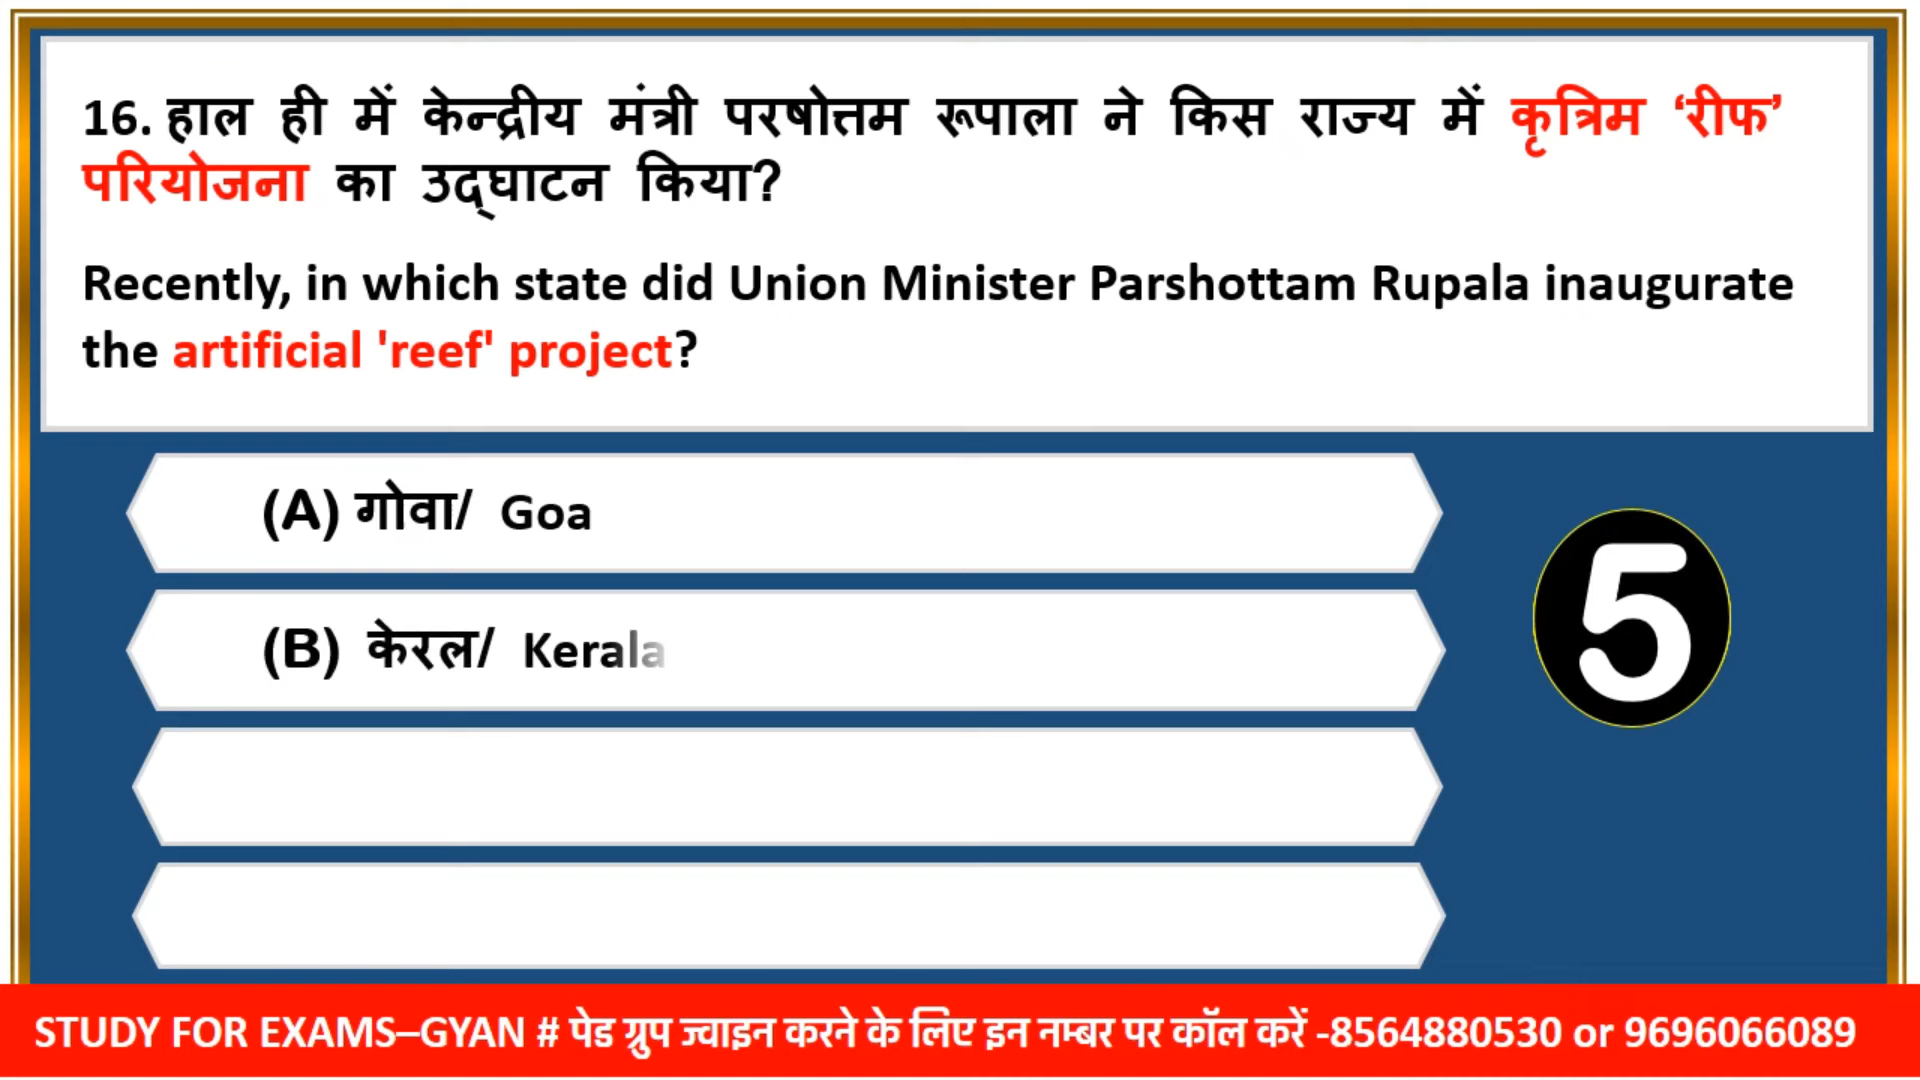 16. हाल ही में केन्द्रीय मंत्री परषोत्तम रूपाला ने किस राज्य में कृत्रिम ‘रीफ’
परियोजना का उद्घाटन किया?
Recently, in which state did Union Minister Parshottam Rupala inaugurate
the artificial 'reef' project?
(A) गोवा/ Goa
(B) केरल/ Kerala
5
STUDY FOR EXAMS–GYAN # पेड ग्रुप ज्वाइन करने के लिए इन नम्बर पर कॉल करें -8564880530 or 9696066089